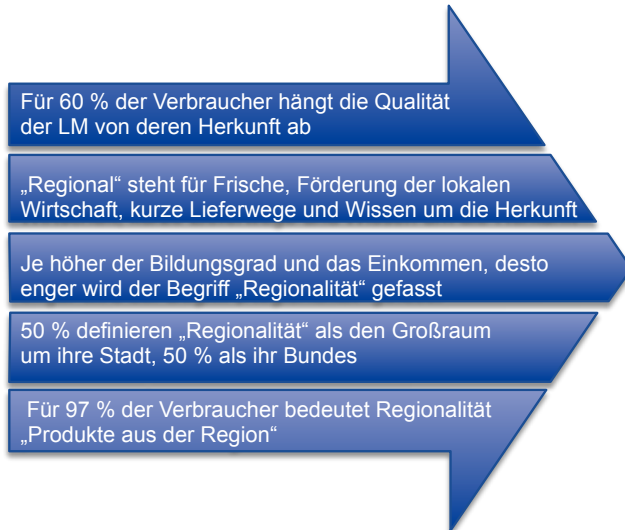 Für 60 % der Verbraucher hängt die Qualität
der LM von deren Herkunft ab
„Regional“ steht für Frische, Förderung der lokalen
Wirtschaft, kurze Lieferwege und Wissen um die Herkunft
Je höher der Bildungsgrad und das Einkommen, desto
enger wird der Begriff „Regionalität“ gefasst
50 % definieren „Regionalität“ als den Großraum
um ihre Stadt, 50 % als ihr Bundes
Für 97 % der Verbraucher bedeutet Regionalität
„Produkte aus der Region“